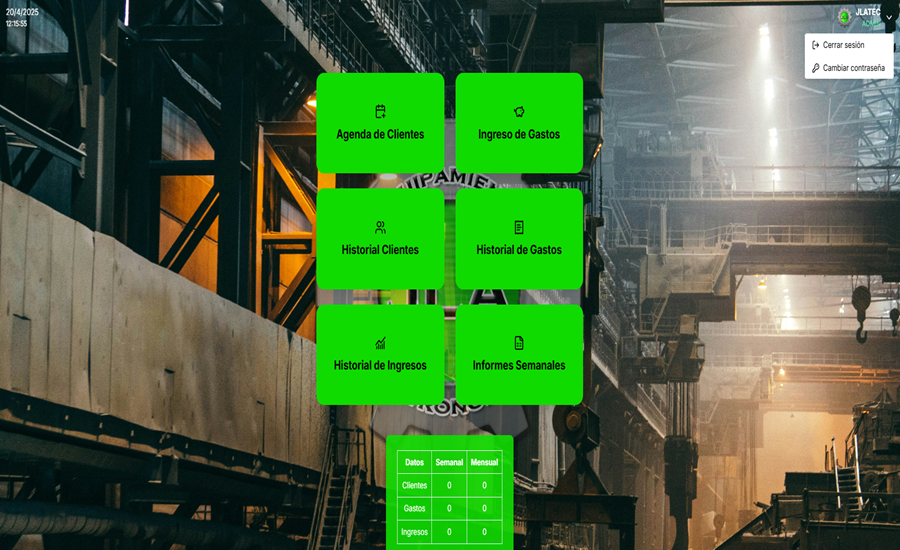 20/4/2025
12:15:55
JLATEC
Cerrar sesión
Cambiar contraseña
Agenda de Clientes
Ingreso de Gastos
Historial Clientes
Historial de Gastos
Historial de Ingresos
Informes Semanales
Datos Semanal Mensual
Clientes 0 0
Gastos 0 0
Ingresos 0 0